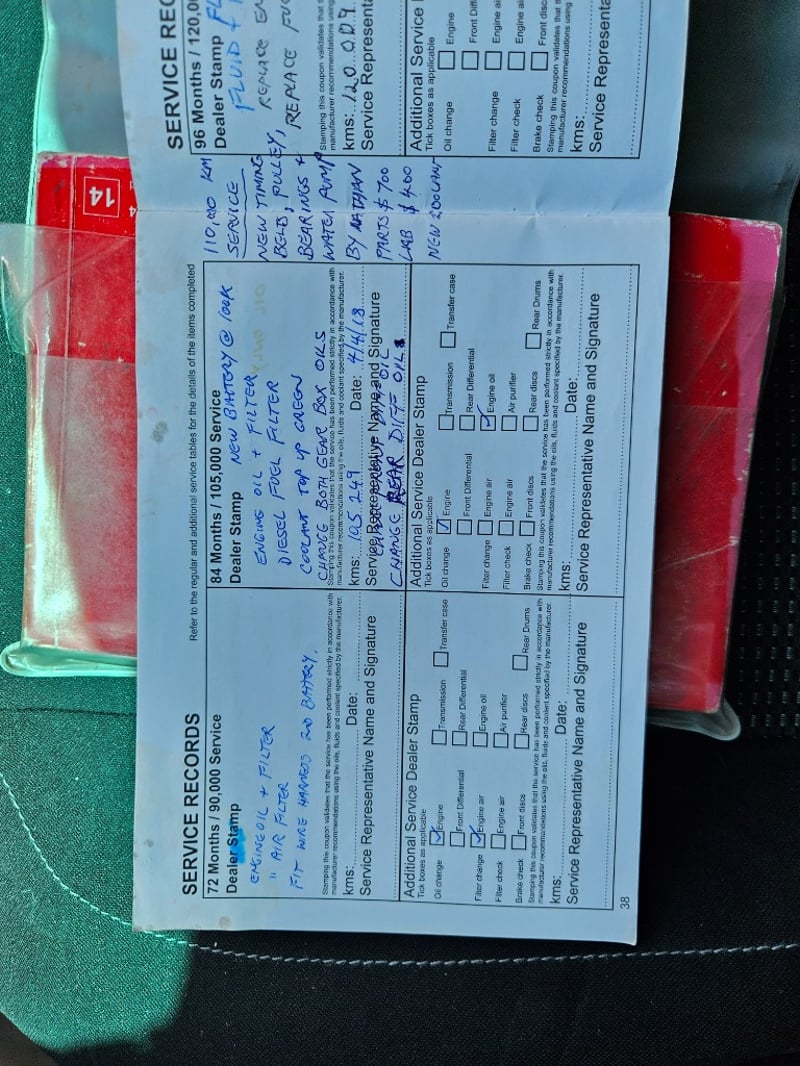 14
Refer to the regular and additional service tables for the details of the items completed
SERVICE RECORDS
72 Months / 90,000 Service
Dealer Stamp
ENGINE OIL + FILTER
" AIR FILTER
FIT WIRE HARNESS 2ND BATTERY.
Stamping this coupon validates that the service has been performed strictly in accordance with
manufacturer recommendations using the oils, fluids and coolant specified by the manufacturer.
kms: Date:
Service Representative Name and Signature
Additional Service Dealer Stamp
Tick boxes as applicable
Oil change Engine Transmission Transfer case
Front Differential Rear Differential
Filter change Engine air Engine oil
Filter check Engine air Air purifier
Brake check Front discs Rear discs Rear Drums
Stamping this coupon validates that the service has been performed strictly in accordance with
manufacturer recommendations using the oils, fluids and coolant specified by the manufacturer.
kms: Date:
Service Representative Name and Signature
38
84 Months / 105,000 Service
Dealer Stamp NEW BATTERY @ 100K
ENGINE OIL + FILTER
DIESEL FUEL FILTER
COOLANT TOP UP GREEN
CHANGE BOTH GEAR BOX OILS
Stamping this coupon validates that the service has been performed strictly in accordance with
manufacturer recommendations using the oils, fluids and coolant specified by the manufacturer.
kms: 105 249 Date: 4/4/18
Service Representative Name and Signature
CHANGE REAR DIFF OIL
Additional Service Dealer Stamp
Tick boxes as applicable
Oil change Engine Transmission Transfer case
Front Differential Rear Differential
Filter change Engine air Engine oil
Filter check Engine air Air purifier
Brake check Front discs Rear discs Rear Drums
Stamping this coupon validates that the service has been performed strictly in accordance with
manufacturer recommendations using the oils, fluids and coolant specified by the manufacturer.
kms: Date:
Service Representative Name and Signature
110,000 KM
SERVICE
NEW TIMING
BELT, PULLEY,
BEARINGS +
WATER PUMP
BY NATHAN
PARTS $700
LAB $400
NEW COOLANT
SERVICE REC
96 Months / 120,0
Dealer Stamp
FLUID +
REPLACE
REPLACE
Stamping this coupon validates that
manufacturer recommendations using
kms: 120 009
Service Representa
Additional Service
Tick boxes as applicable
Oil change Engine
Front Diff
Filter change Engine air
Filter check Engine air
Brake check Front disc
Stamping this coupon validates that the
manufacturer recommendations using
kms:
Service Representa